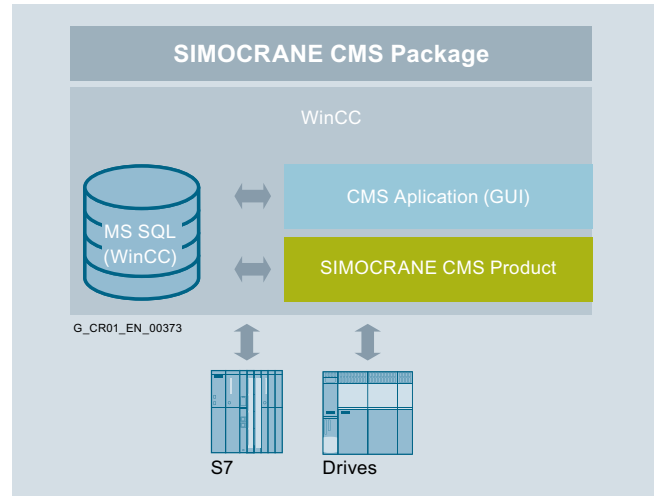 SIMOCRANE CMS Package
WinCC
CMS Aplication (GUI)
MS SQL
(WinCC)
SIMOCRANE CMS Product
G_CR01_EN_00373
S7
Drives